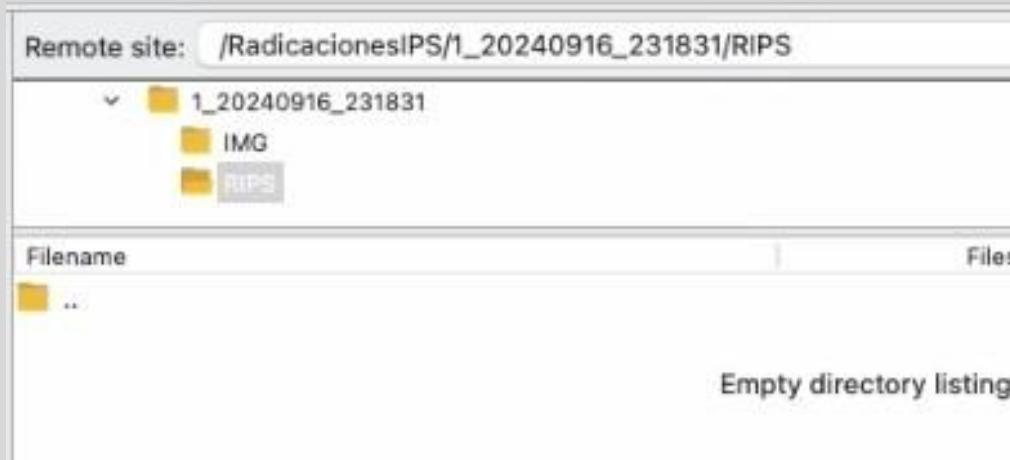 Remote site: /RadicacionesIPS/1_20240916_231831/RIPS
1_20240916_231831
IMG
RIPS
Filename Files
..
Empty directory listing